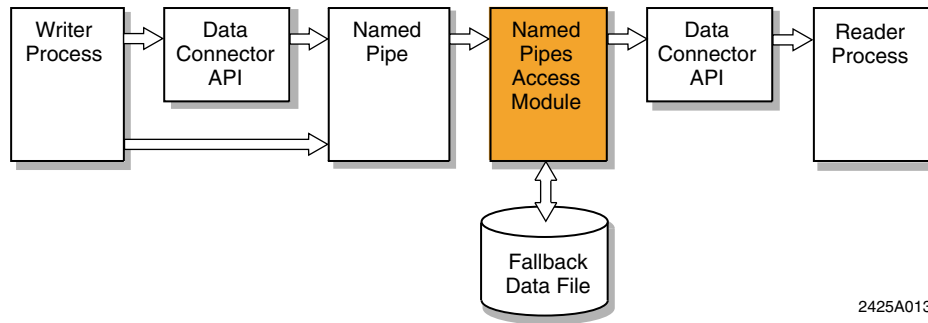 Writer
Process
Data
Connector
API
Named
Pipe
Named
Pipes
Access
Module
Data
Connector
API
Reader
Process
Fallback
Data File
2425A013